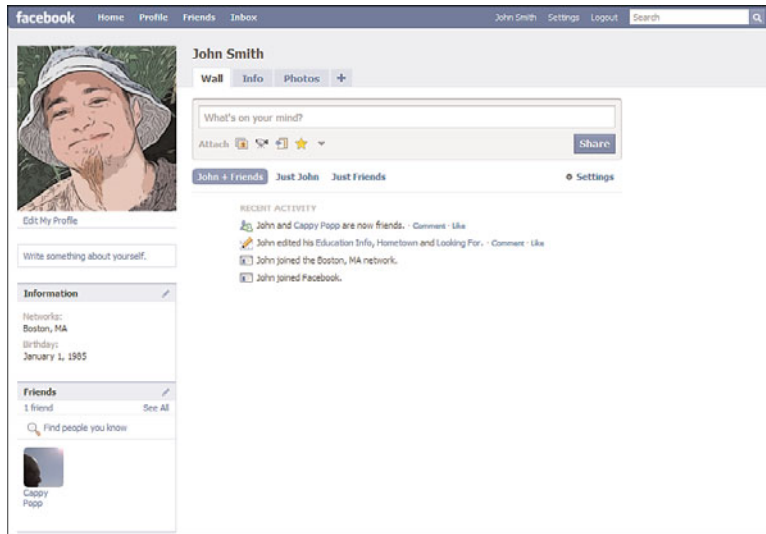 facebook Home Profile Friends Inbox John Smith Settings Logout Search
John Smith
Wall Info Photos +
What's on your mind?
Attach Share
John + Friends Just John Just Friends Settings
RECENT ACTIVITY
John and Cappy Popp are now friends. · Comment · Like
John edited his Education Info, Hometown and Looking For. · Comment · Like
John joined the Boston, MA network.
John joined Facebook.
Edit My Profile
Write something about yourself.
Information
Networks:
Boston, MA
Birthday:
January 1, 1985
Friends
1 friend See All
Find people you know
Cappy
Popp